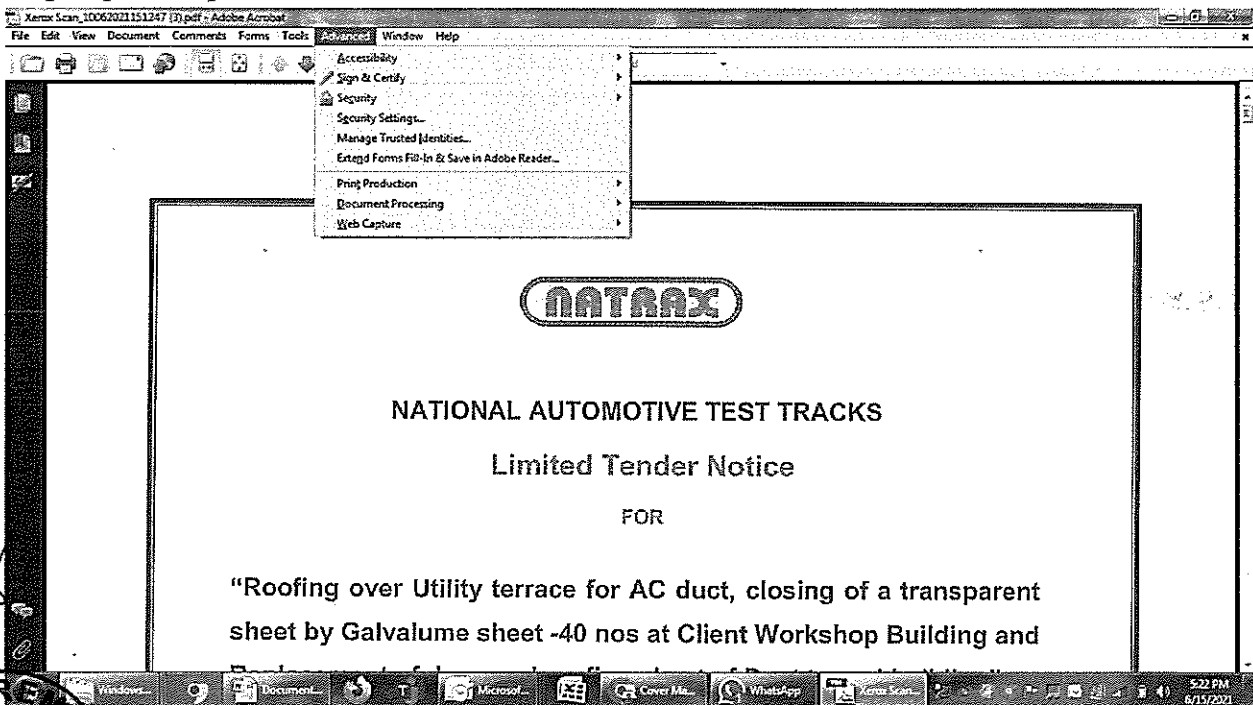 Xerox Scan_10062021151247 (3).pdf - Adobe Acrobat
File Edit View Document Comments Forms Tools Advanced Window Help
Accessibility
Sign & Certify
Security
Security Settings...
Manage Trusted Identities...
Extend Forms Fill-In & Save in Adobe Reader...
Print Production
Document Processing
Web Capture
NATRAX
NATIONAL AUTOMOTIVE TEST TRACKS
Limited Tender Notice
FOR
“Roofing over Utility terrace for AC duct, closing of a transparent
sheet by Galvalume sheet -40 nos at Client Workshop Building and
Windows... Document... Microsof... Cover Ma... WhatsApp Xerox Scan... 5:22 PM
6/15/2021